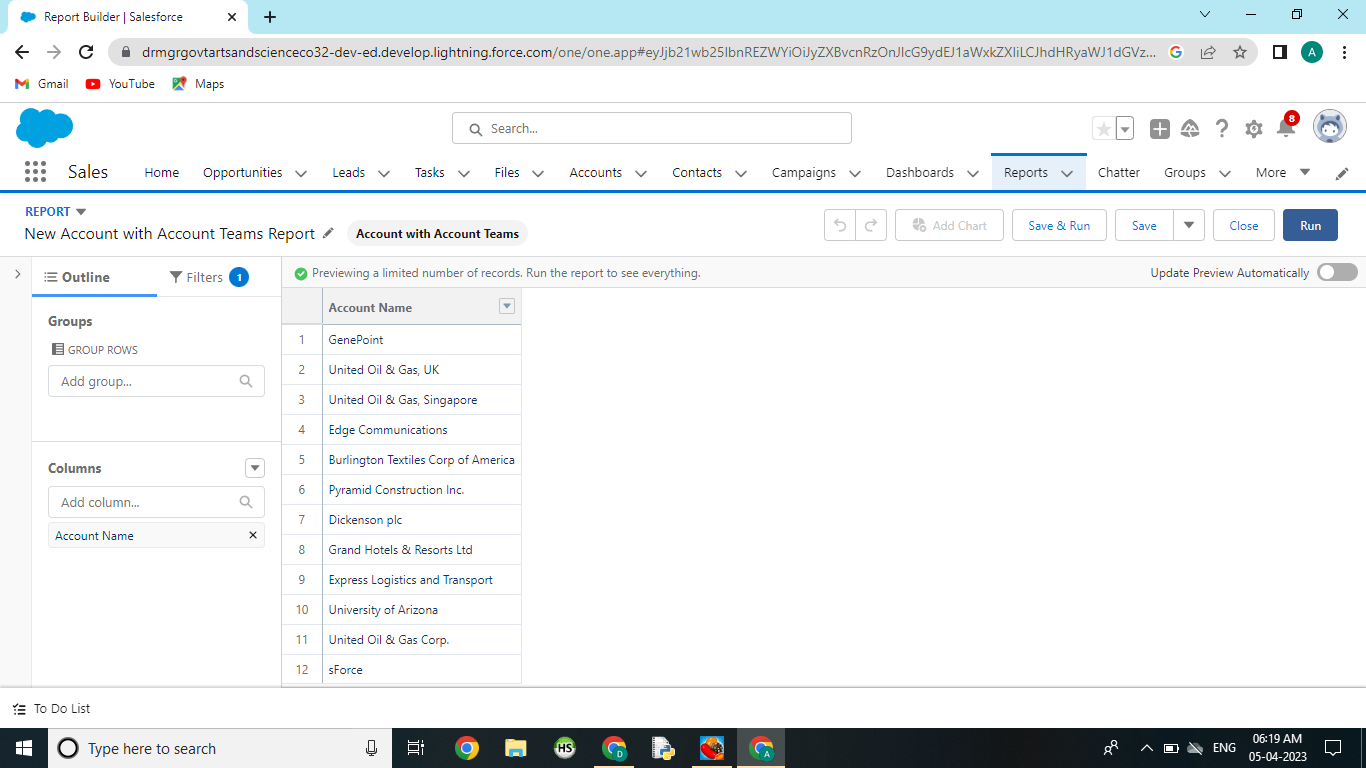 Report Builder | Salesforce
drmgrgovtartsandscienceco32-dev-ed.develop.lightning.force.com/one/one.app#eyJjb21wb25lbnREZWYiOiJyZXBvcnRzOnJlcG9ydEJ1aWxkZXIiLCJhdHRyaWJ1dGVz...
A
Gmail YouTube Maps
Search...
8
Sales Home Opportunities Leads Tasks Files Accounts Contacts Campaigns Dashboards Reports Chatter Groups More
REPORT
New Account with Account Teams Report Account with Account Teams
Add Chart Save & Run Save Close Run
Outline Filters 1
Previewing a limited number of records. Run the report to see everything.
Update Preview Automatically
Groups
GROUP ROWS
Add group...
Columns
Add column...
Account Name
Account Name
1 GenePoint
2 United Oil & Gas, UK
3 United Oil & Gas, Singapore
4 Edge Communications
5 Burlington Textiles Corp of America
6 Pyramid Construction Inc.
7 Dickenson plc
8 Grand Hotels & Resorts Ltd
9 Express Logistics and Transport
10 University of Arizona
11 United Oil & Gas Corp.
12 sForce
To Do List
Type here to search
HS
D
A
ENG
06:19 AM
05-04-2023